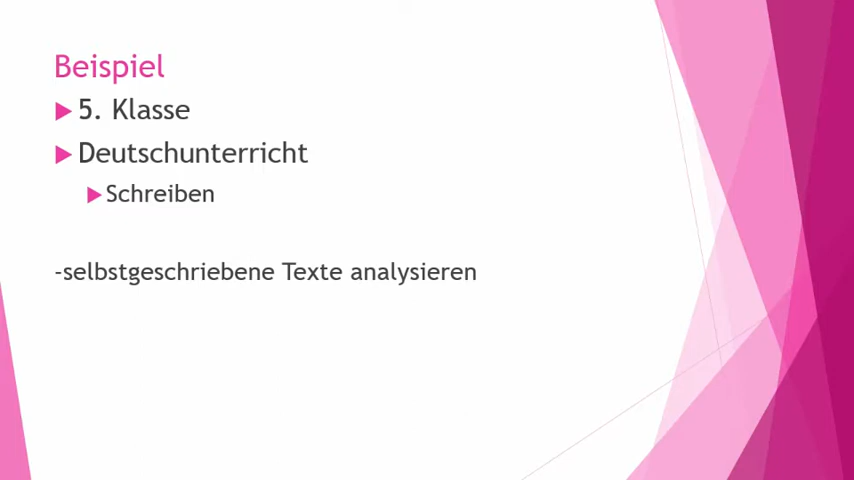 Beispiel
5. Klasse
Deutschunterricht
Schreiben
-selbstgeschriebene Texte analysieren